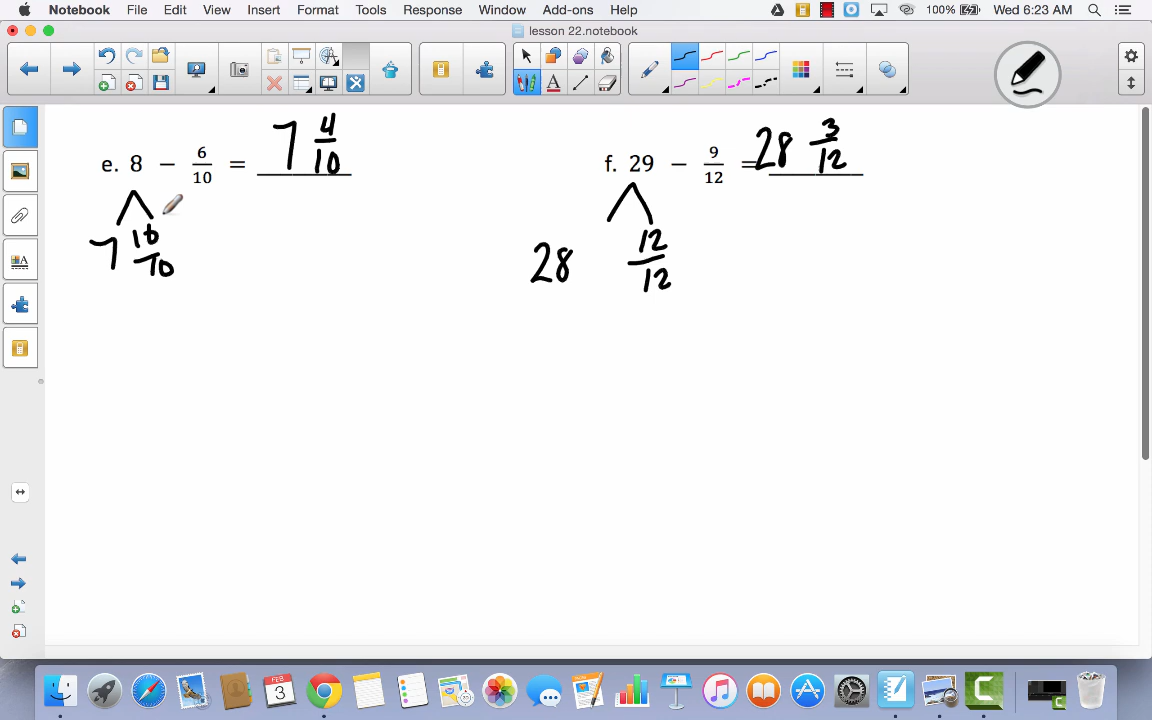 Notebook File Edit View Insert Format Tools Response Window Add-ons Help 100% Wed 6:23 AM
lesson 22.notebook
e. 8 − 6/10 = 7 4/10
f. 29 − 9/12 = 28 3/12
7 10/10
28 12/12
FEB
3